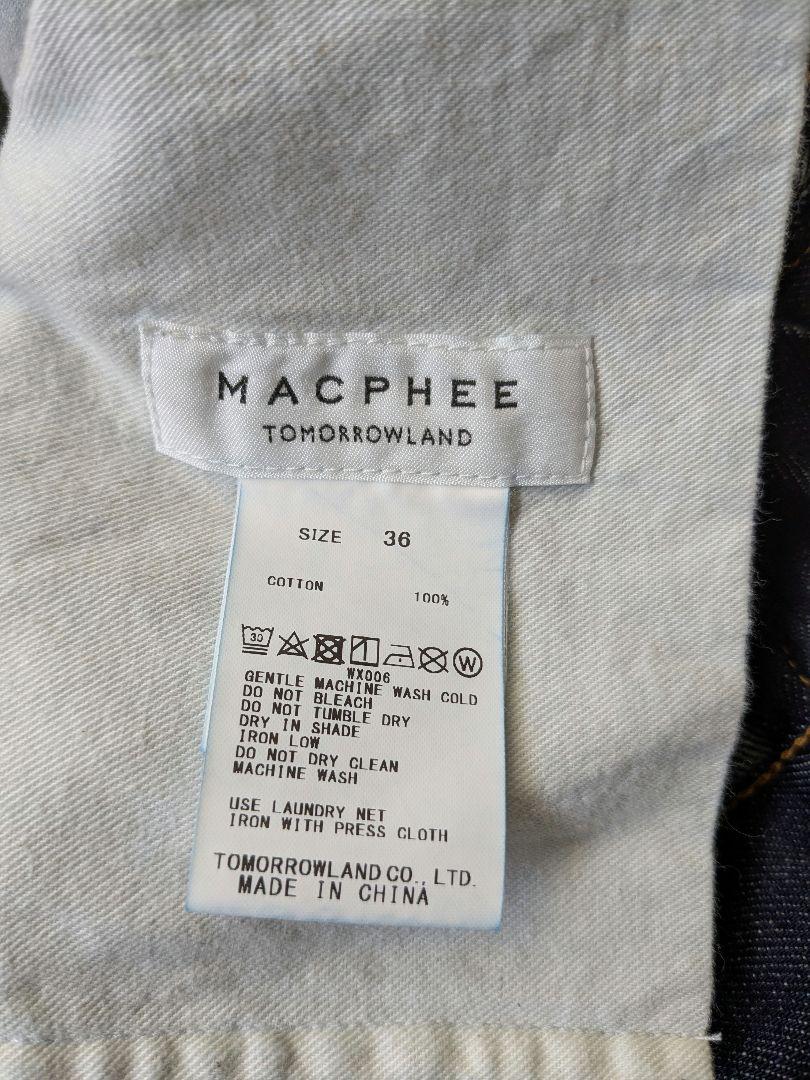 MACPHEE
TOMORROWLAND
SIZE 36
COTTON
100%
30 W
WX006
GENTLE MACHINE WASH COLD
DO NOT BLEACH
DO NOT TUMBLE DRY
DRY IN SHADE
IRON LOW
DO NOT DRY CLEAN
MACHINE WASH
USE LAUNDRY NET
IRON WITH PRESS CLOTH
TOMORROWLAND CO., LTD.
MADE IN CHINA